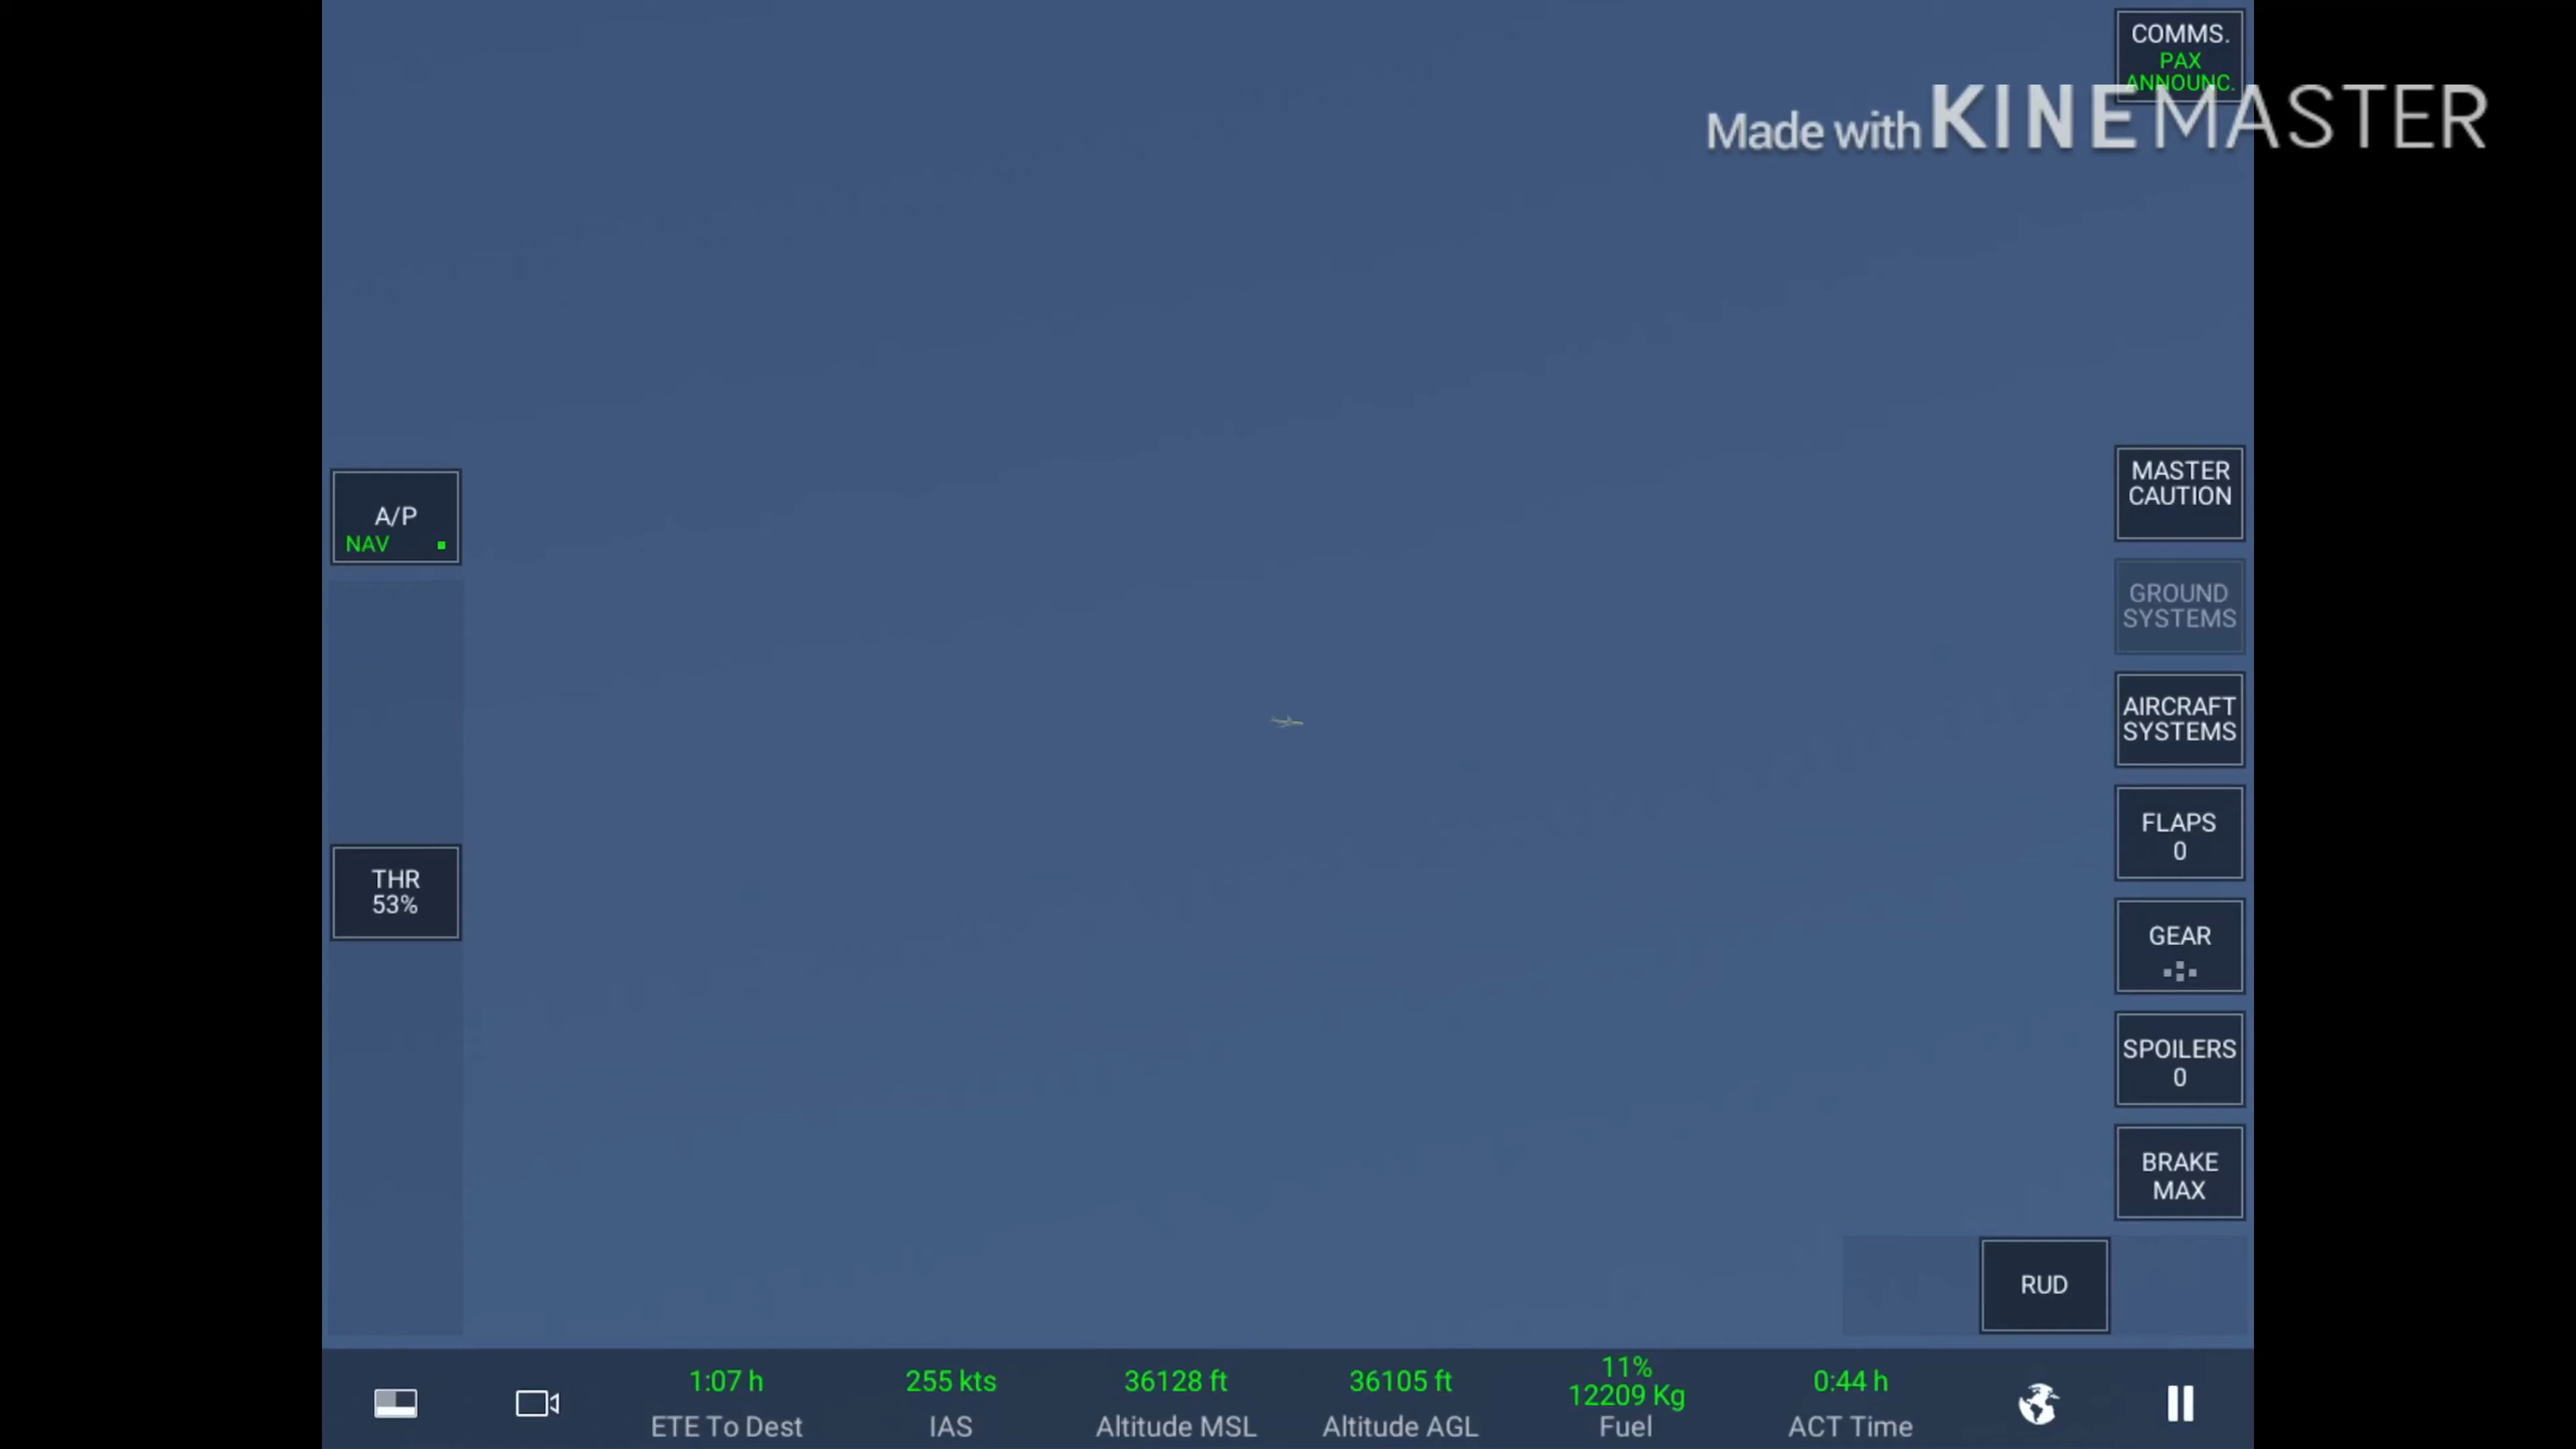 COMMS.
PAX
ANNOUNC.
Made with KINEMASTER
MASTER
CAUTION
A/P
NAV
GROUND
SYSTEMS
AIRCRAFT
SYSTEMS
FLAPS
0
THR
53%
GEAR
SPOILERS
0
BRAKE
MAX
RUD
1:07 h
ETE To Dest
255 kts
IAS
36128 ft
Altitude MSL
36105 ft
Altitude AGL
11%
12209 Kg
Fuel
0:44 h
ACT Time